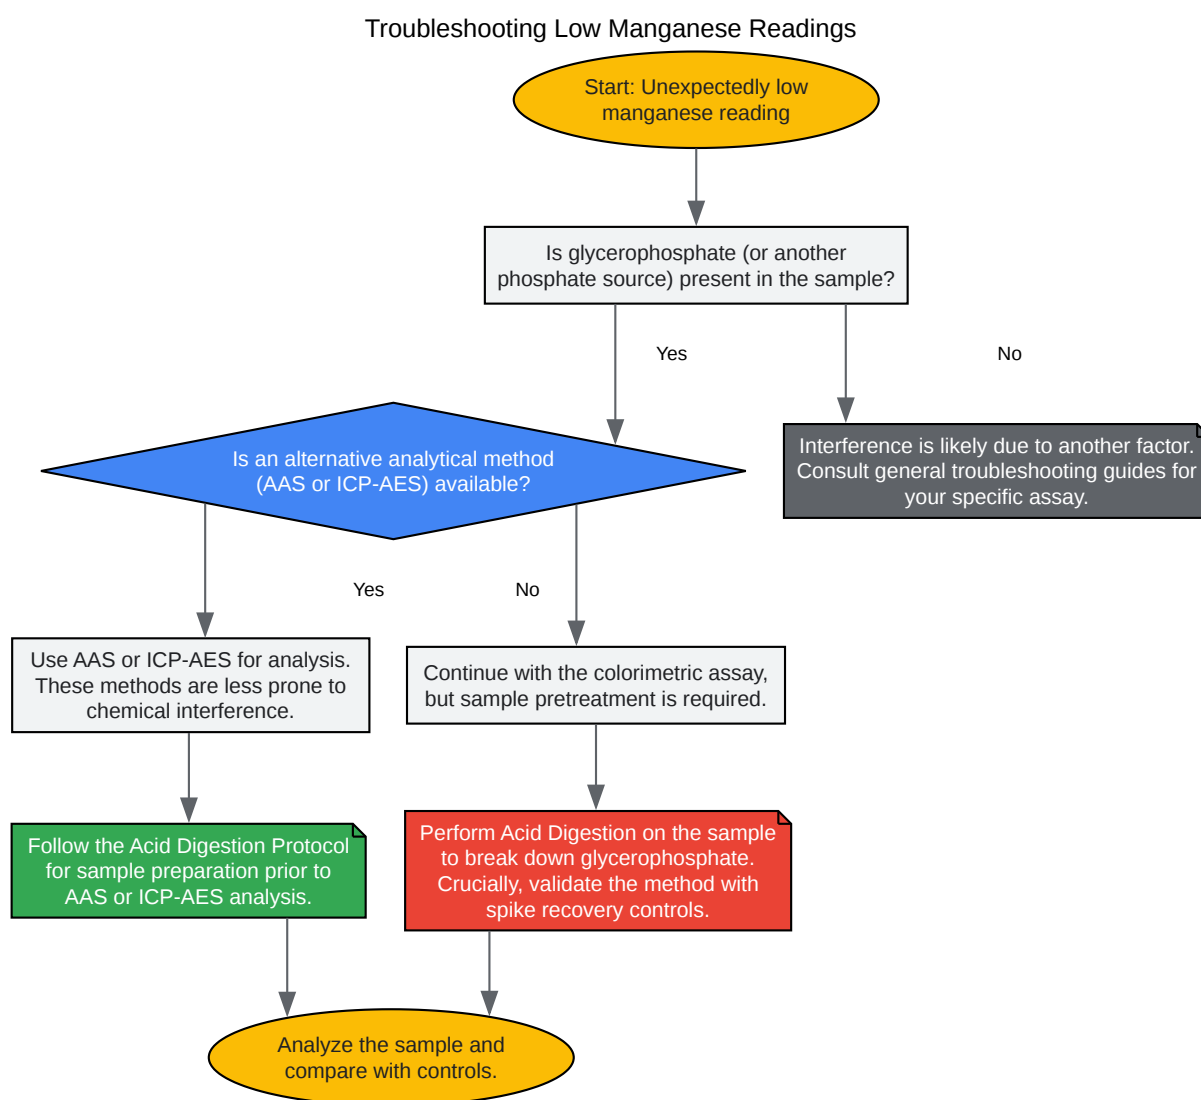 Troubleshooting Low Manganese Readings
Start: Unexpectedly low
manganese reading
Is glycerophosphate (or another
phosphate source) present in the sample?
Yes
No
Is an alternative analytical method
(AAS or ICP-AES) available?
Interference is likely due to another factor.
Consult general troubleshooting guides for
your specific assay.
Yes
No
Use AAS or ICP-AES for analysis.
These methods are less prone to
chemical interference.
Continue with the colorimetric assay,
but sample pretreatment is required.
Follow the Acid Digestion Protocol
for sample preparation prior to
AAS or ICP-AES analysis.
Perform Acid Digestion on the sample
to break down glycerophosphate.
Crucially, validate the method with
spike recovery controls.
Analyze the sample and
compare with controls.